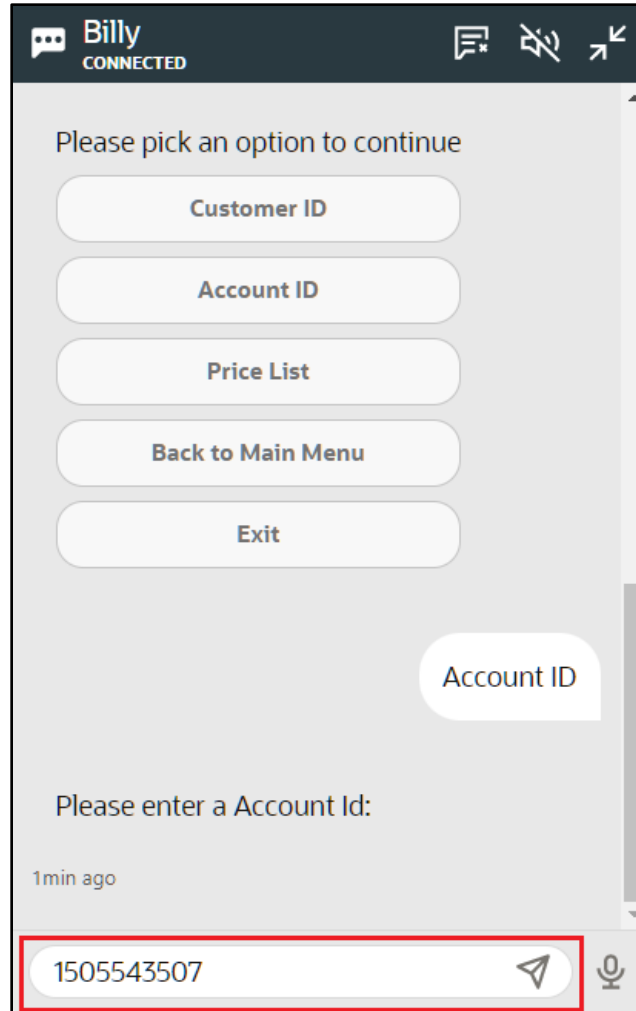 Billy
CONNECTED
Please pick an option to continue
Customer ID
Account ID
Price List
Back to Main Menu
Exit
Account ID
Please enter a Account Id:
1min ago
1505543507